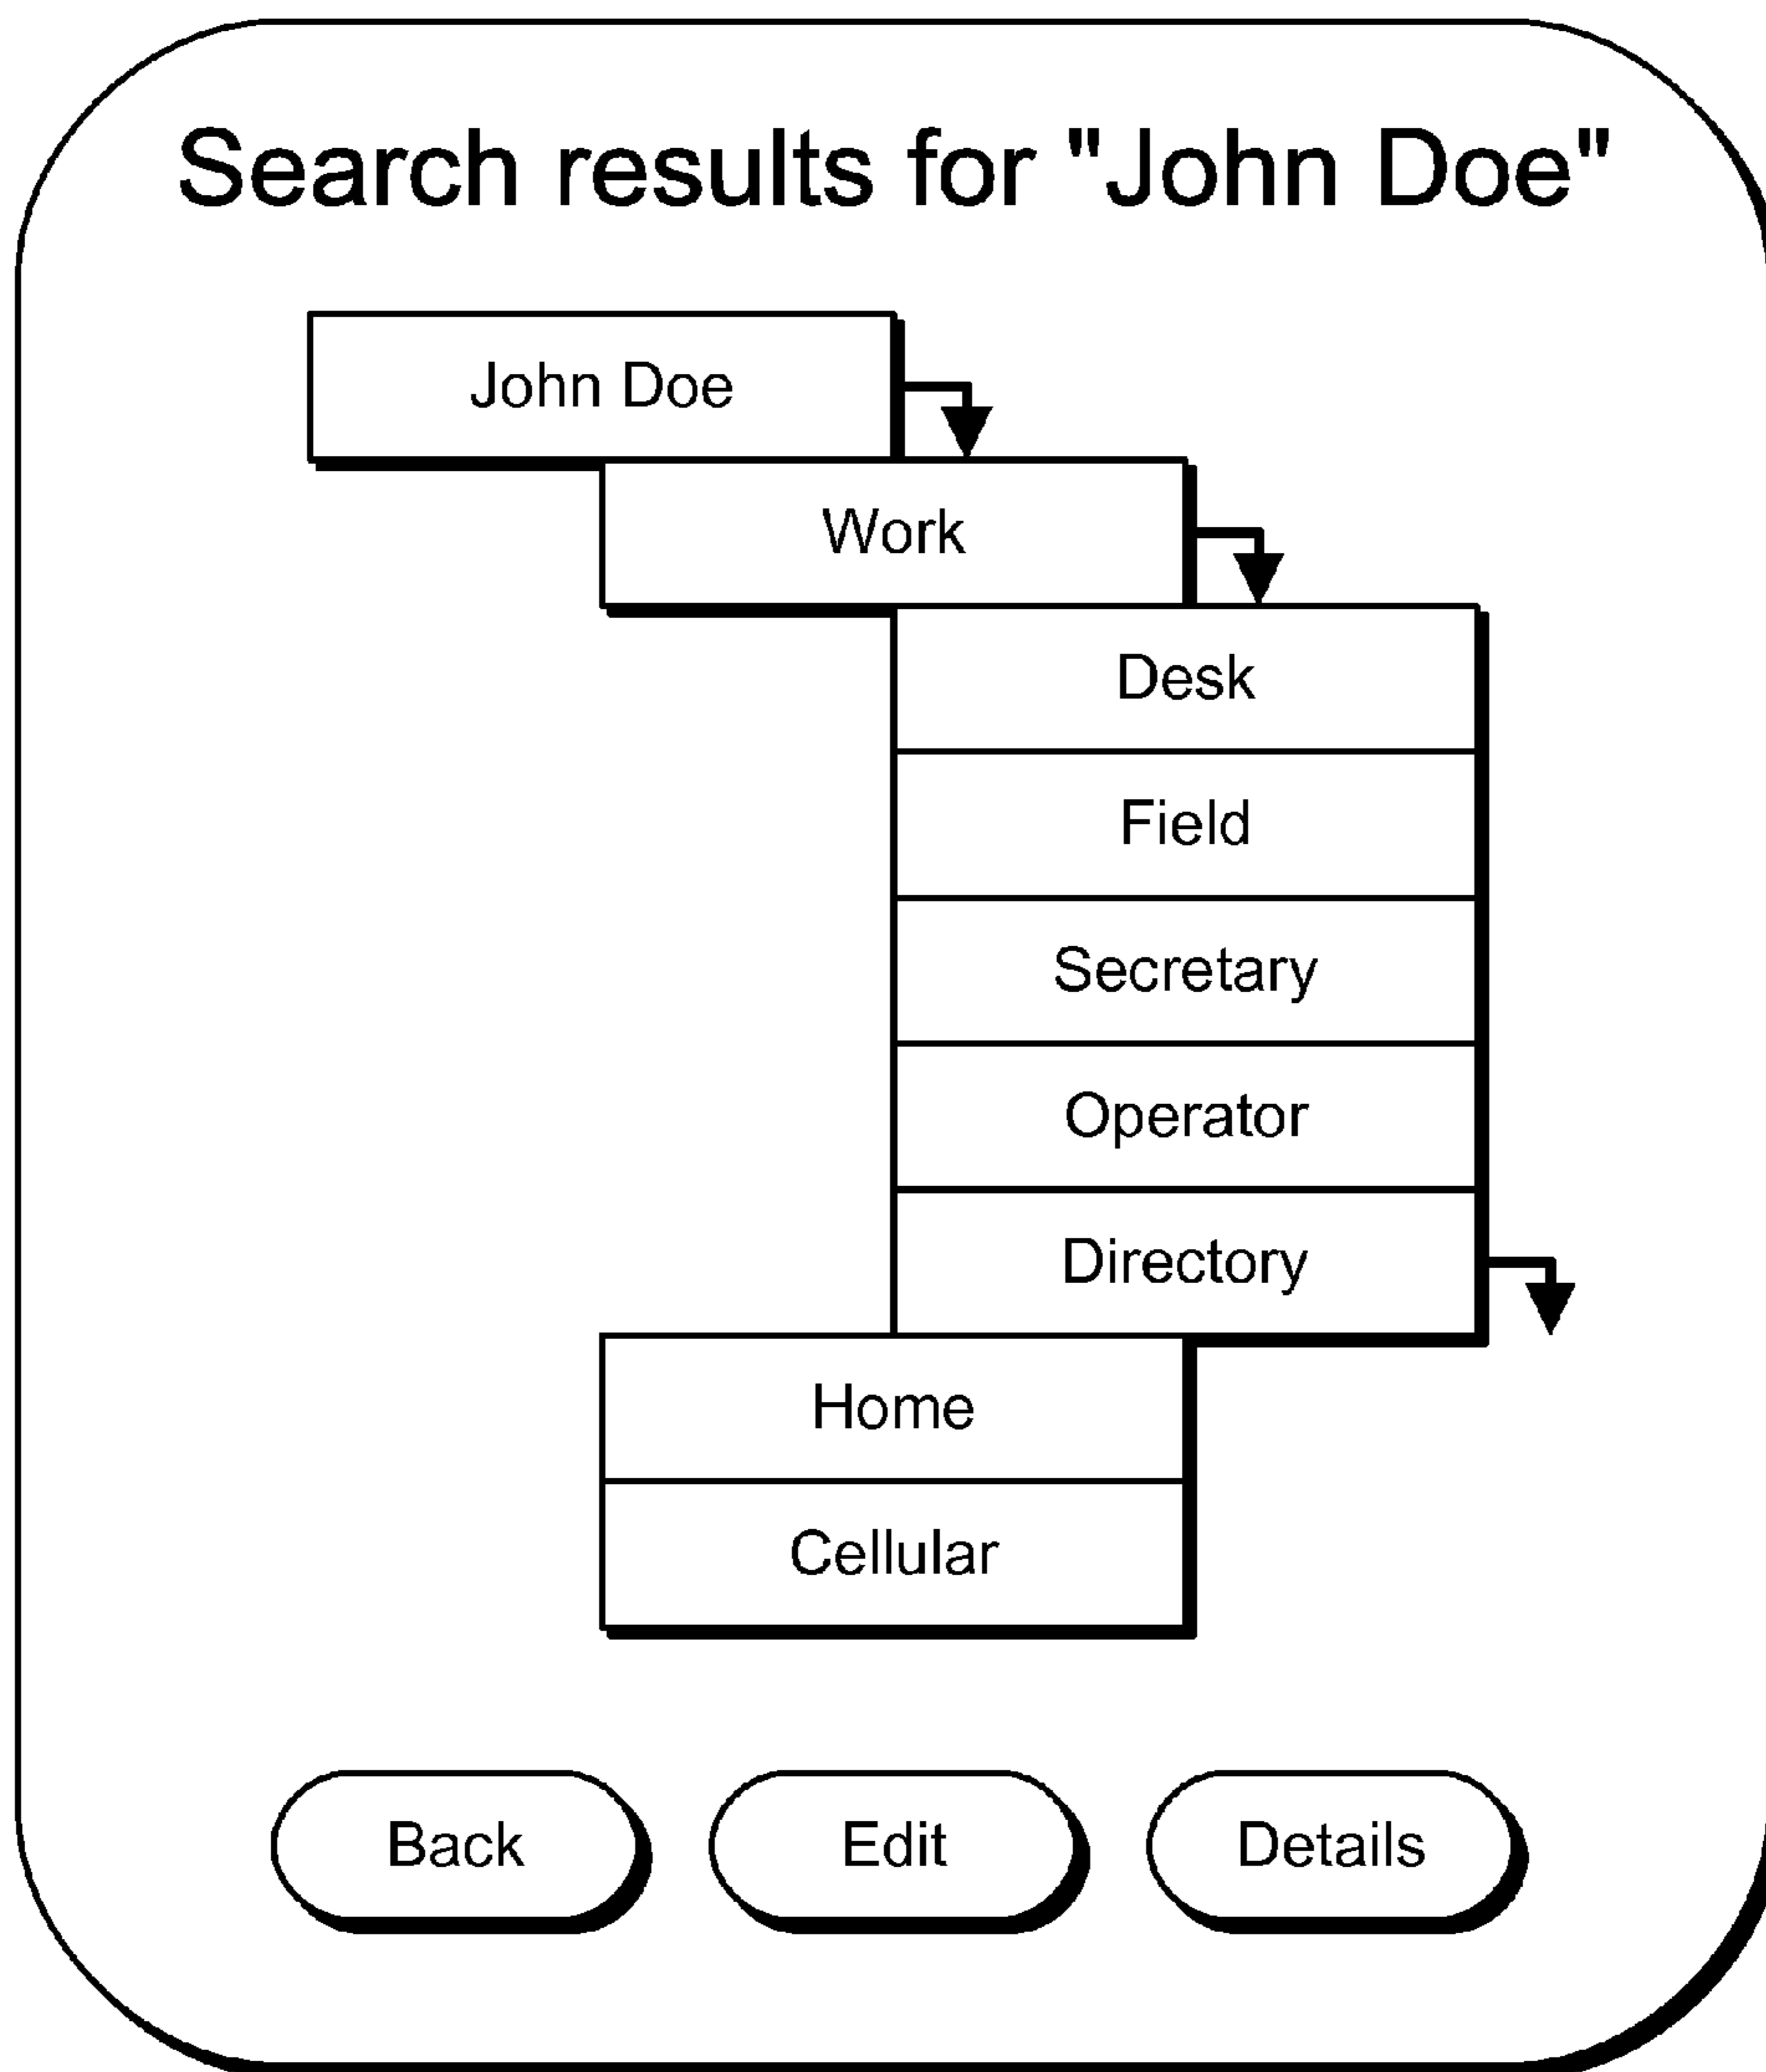 Search results for "John Doe"
John Doe
Work
Desk
Field
Secretary
Operator
Directory
Home
Cellular
Back Edit Details